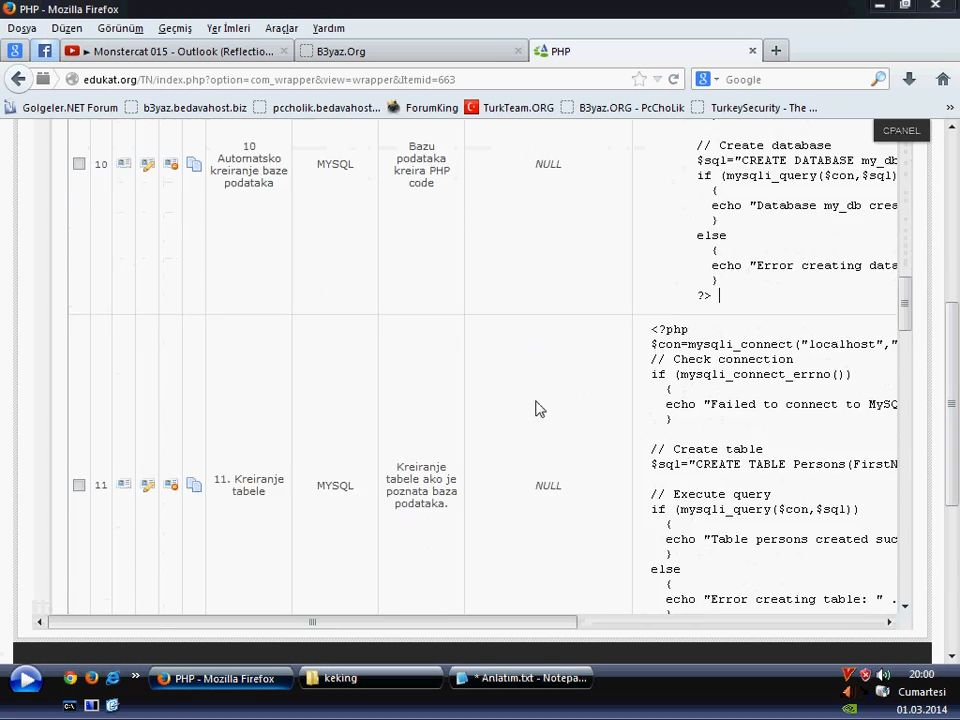 PHP - Mozilla Firefox
Dosya Düzen Görünüm Geçmiş Yer İmleri Araçlar Yardım
Monstercat 015 - Outlook (Reflectio...
B3yaz.Org
PHP
edukat.org/TN/index.php?option=com_wrapper&view=wrapper&Itemid=663
Google
Golgeler.NET Forum
b3yaz.bedavahost.biz
pccholik.bedavahost...
ForumKing
TurkTeam.ORG
B3yaz.ORG - PcChoLik
TurkeySecurity - The ...
CPANEL
10
10
Automatsko
kreiranje baze
podataka
MYSQL
Bazu
podataka
kreira PHP
code
NULL
// Create database
$sql="CREATE DATABASE my_db
if (mysqli_query($con,$sql)
{
echo "Database my_db crea
}
else
{
echo "Error creating data
}
?>
11
11. Kreiranje
tabele
MYSQL
Kreiranje
tabele ako je
poznata baza
podataka.
NULL
<?php
$con=mysqli_connect("localhost","
// Check connection
if (mysqli_connect_errno())
{
echo "Failed to connect to MySQ
}
// Create table
$sql="CREATE TABLE Persons(FirstN
// Execute query
if (mysqli_query($con,$sql))
{
echo "Table persons created suc
}
else
{
echo "Error creating table: " .
PHP - Mozilla Firefox
keking
* Anlatım.txt - Notepa...
20:00
Cumartesi
01.03.2014